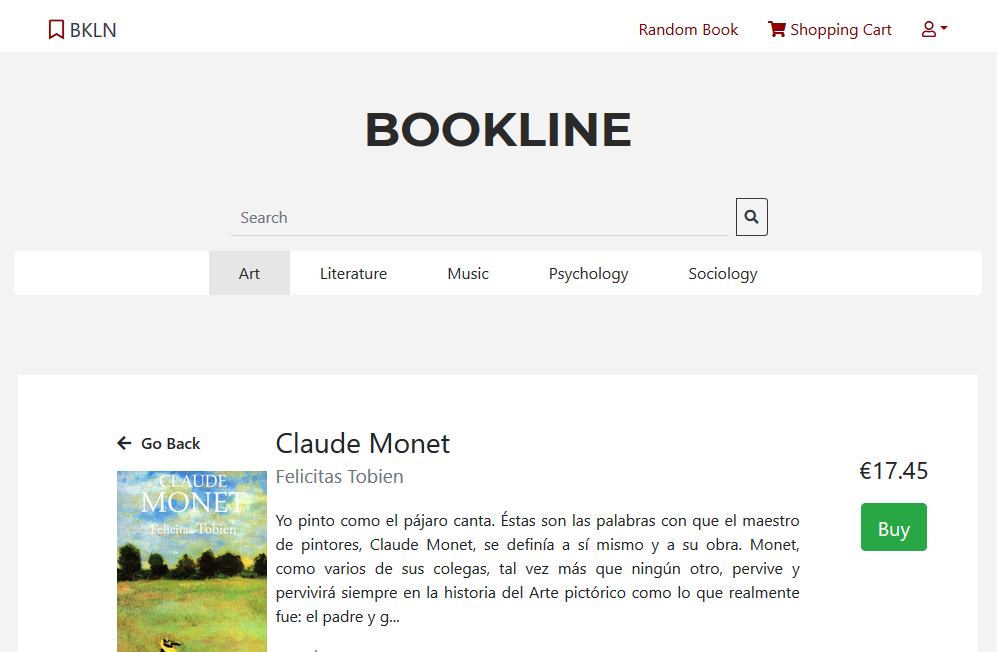 BKLN
Random Book
Shopping Cart
BOOKLINE
Search
Art
Literature
Music
Psychology
Sociology
Go Back
CLAUDE
MONET
Felicitas Tobien
Claude Monet
Felicitas Tobien
Yo pinto como el pájaro canta. Éstas son las palabras con que el maestro
de pintores, Claude Monet, se definía a sí mismo y a su obra. Monet,
como varios de sus colegas, tal vez más que ningún otro, pervive y
pervivirá siempre en la historia del Arte pictórico como lo que realmente
fue: el padre y g...
€17.45
Buy